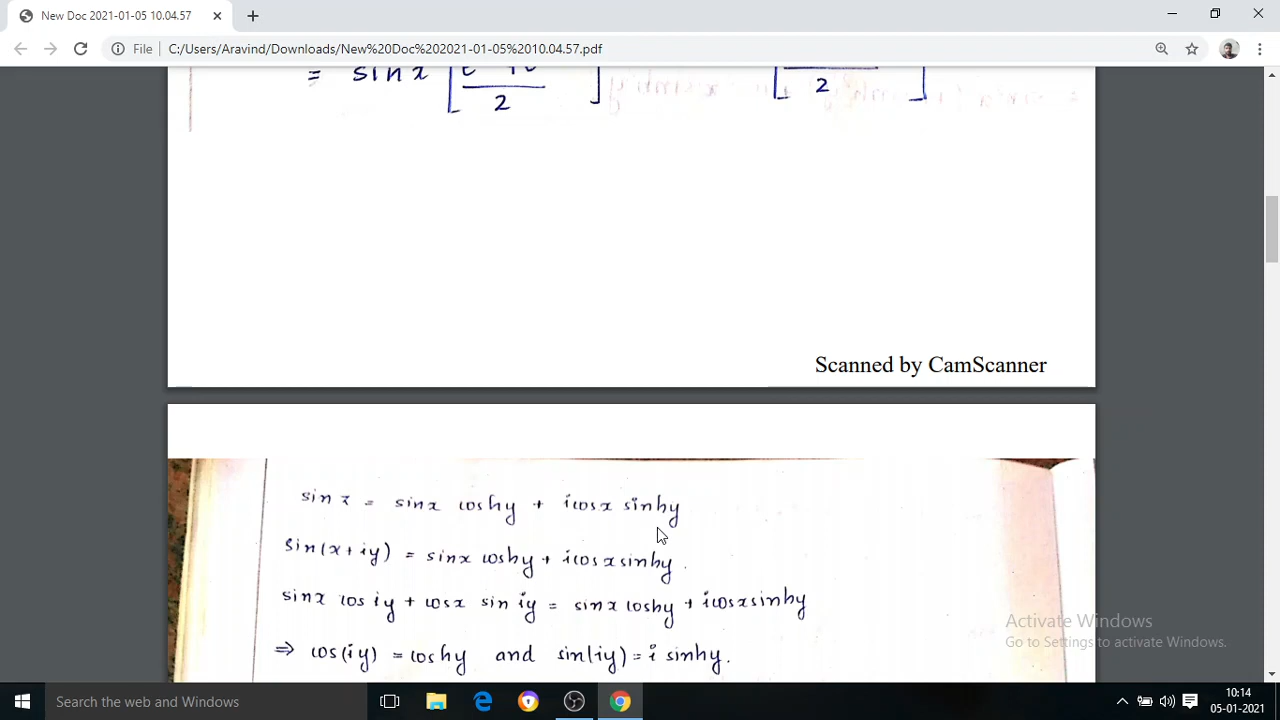 New Doc 2021-01-05 10.04.57
File | C:/Users/Aravind/Downloads/New%20Doc%202021-01-05%2010.04.57.pdf
= sin x [ 2 ] [ 2 ]
Scanned by CamScanner
sin z = sinx coshy + icosx sinhy
sin(x+iy) = sinx coshy + icosxsinhy.
sinx cos iy + cosx sin iy = sinx coshy + icosxsinhy
⇒ cos(iy) = coshy and sin(iy) = i sinhy.
Activate Windows
Go to Settings to activate Windows.
Search the web and Windows
10:14
05-01-2021